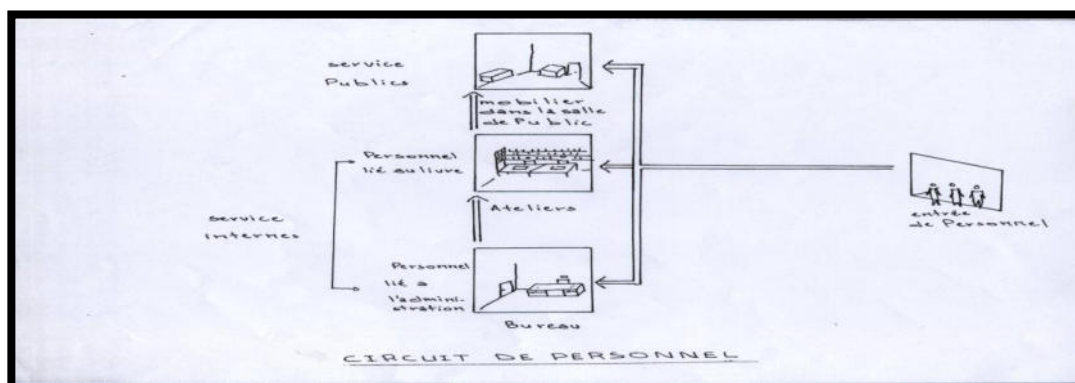 service
Publics
mobilier
dans la salle
de Public
Personnel
lié au livre
Ateliers
service
internes
entrée
de Personnel
Personnel
lié a
l'admini-
stration
Bureau
CIRCUIT DE PERSONNEL